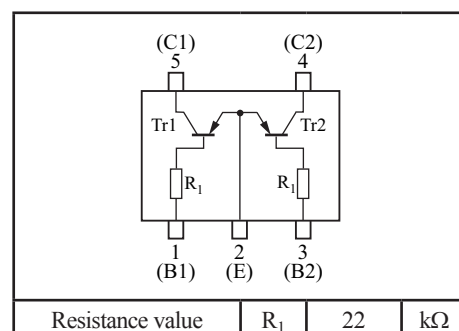 (C1) (C2)
5 4
Tr1 Tr2
R₁ R₁
1 2 3
(B1) (E) (B2)
Resistance value R₁ 22 kΩ